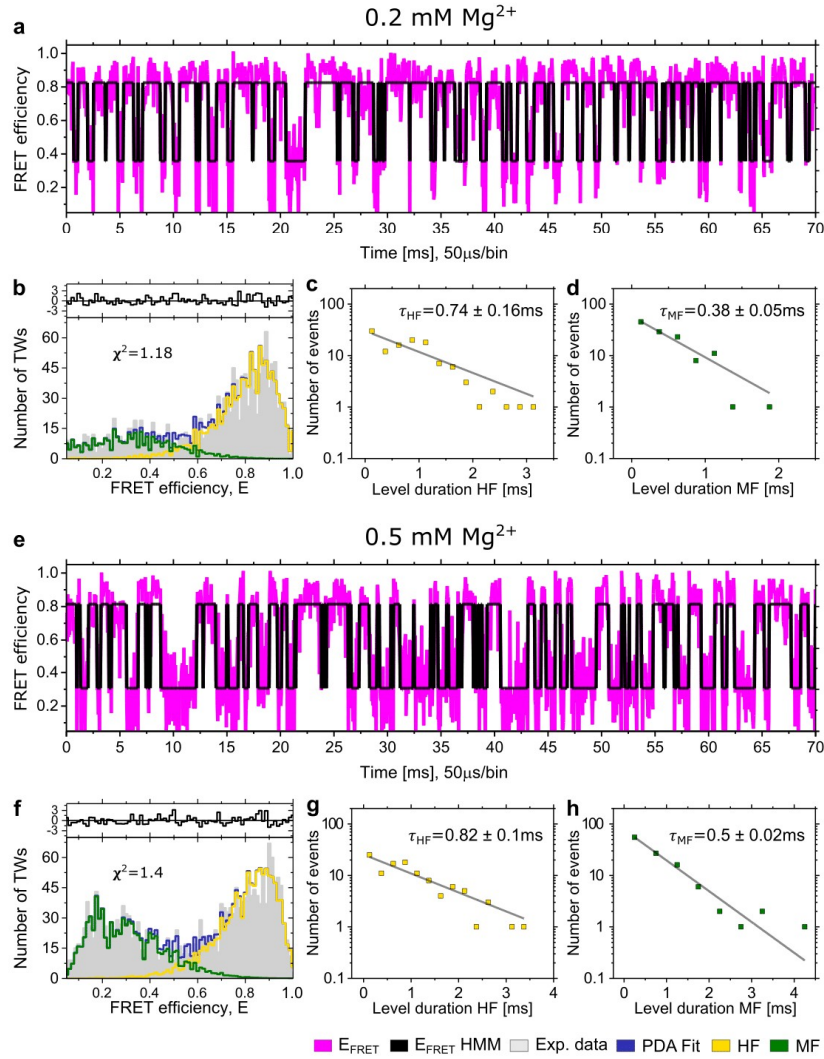 0.2 mM Mg²⁺
a
FRET efficiency
1.0
0.8
0.6
0.4
0.2
0 5 10 15 20 25 30 35 40 45 50 55 60 65 70
Time [ms], 50μs/bin
b
3
0
-3
χ²=1.18
Number of TWs
60
45
30
15
0
0.2 0.4 0.6 0.8 1.0
FRET efficiency, E
c
τHF=0.74 ± 0.16ms
Number of events
100
10
1
0.1
0 1 2 3
Level duration HF [ms]
d
τMF=0.38 ± 0.05ms
Number of events
100
10
1
0.1
0 1 2
Level duration MF [ms]
0.5 mM Mg²⁺
e
FRET efficiency
1.0
0.8
0.6
0.4
0.2
0 5 10 15 20 25 30 35 40 45 50 55 60 65 70
Time [ms], 50μs/bin
f
3
0
-3
χ²=1.4
Number of TWs
60
45
30
15
0
0.2 0.4 0.6 0.8 1.0
FRET efficiency, E
g
τHF=0.82 ± 0.1ms
Number of events
100
10
1
0.1
0 1 2 3 4
Level duration HF [ms]
h
τMF=0.5 ± 0.02ms
Number of events
100
10
1
0.1
0 1 2 3 4
Level duration MF [ms]
EFRET EFRET HMM Exp. data PDA Fit HF MF